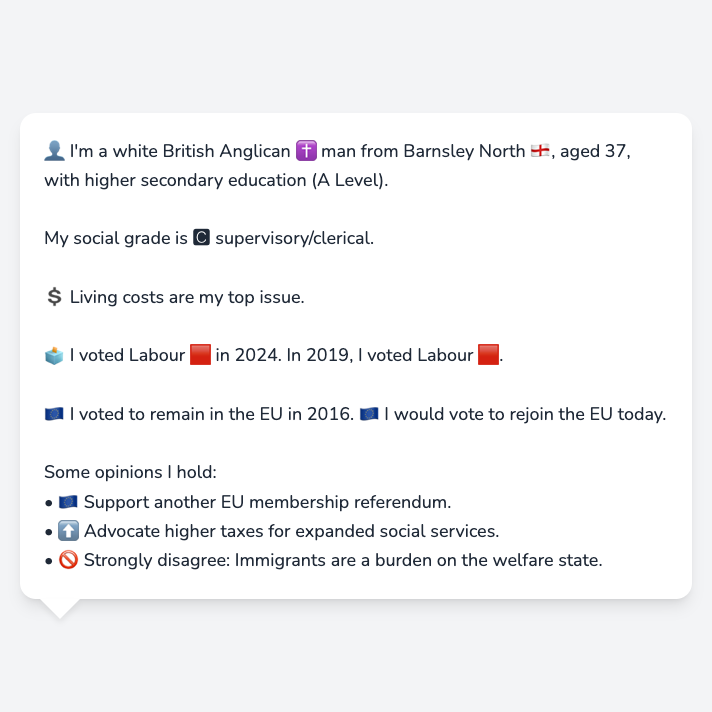 👤 I'm a white British Anglican ✝️ man from Barnsley North 🏴󠁧󠁢󠁥󠁮󠁧󠁿, aged 37,
with higher secondary education (A Level).
My social grade is 🅲 supervisory/clerical.
💲 Living costs are my top issue.
🗳️ I voted Labour 🟥 in 2024. In 2019, I voted Labour 🟥.
🇪🇺 I voted to remain in the EU in 2016. 🇪🇺 I would vote to rejoin the EU today.
Some opinions I hold:
• 🇪🇺 Support another EU membership referendum.
• ⬆️ Advocate higher taxes for expanded social services.
• 🚫 Strongly disagree: Immigrants are a burden on the welfare state.